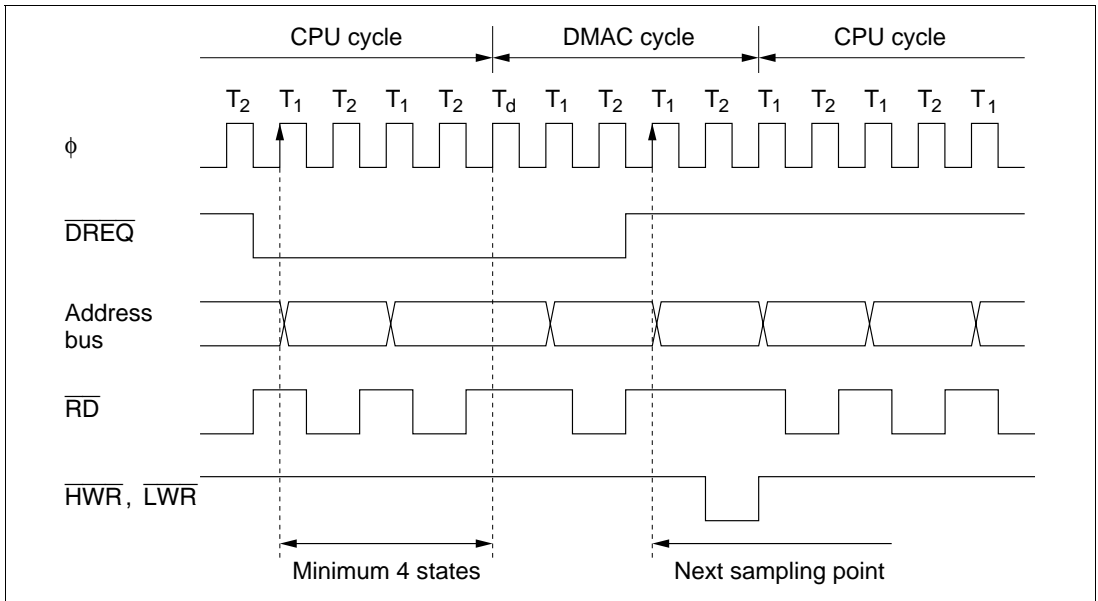 CPU cycle DMAC cycle CPU cycle
T2 T1 T2 T1 T2 Td T1 T2 T1 T2 T1 T2 T1 T2 T1
ϕ
DREQ
Address
bus
RD
HWR, LWR
Minimum 4 states Next sampling point